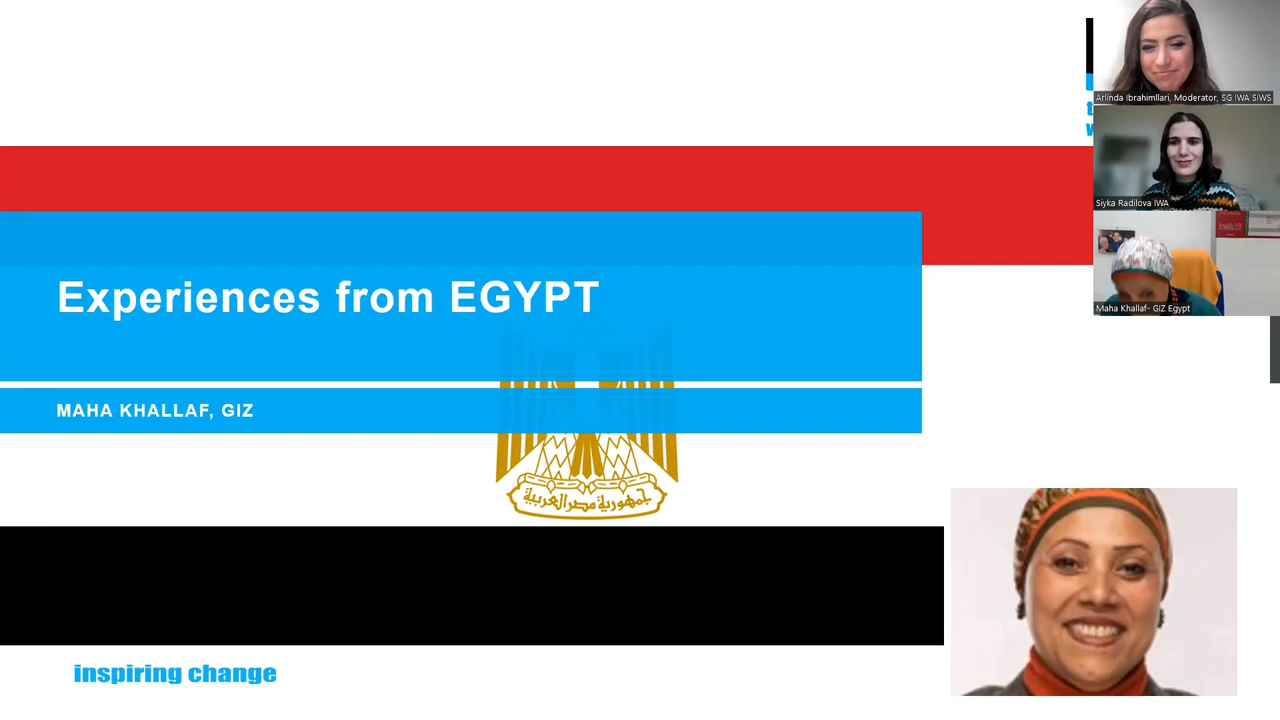 Experiences from EGYPT
MAHA KHALLAF, GIZ
جمهورية مصر العربية
inspiring change
Arlinda Ibrahimllari, Moderator, SG IWA SIWS
Siyka Radilova IWA
Maha Khallaf- GIZ Egypt